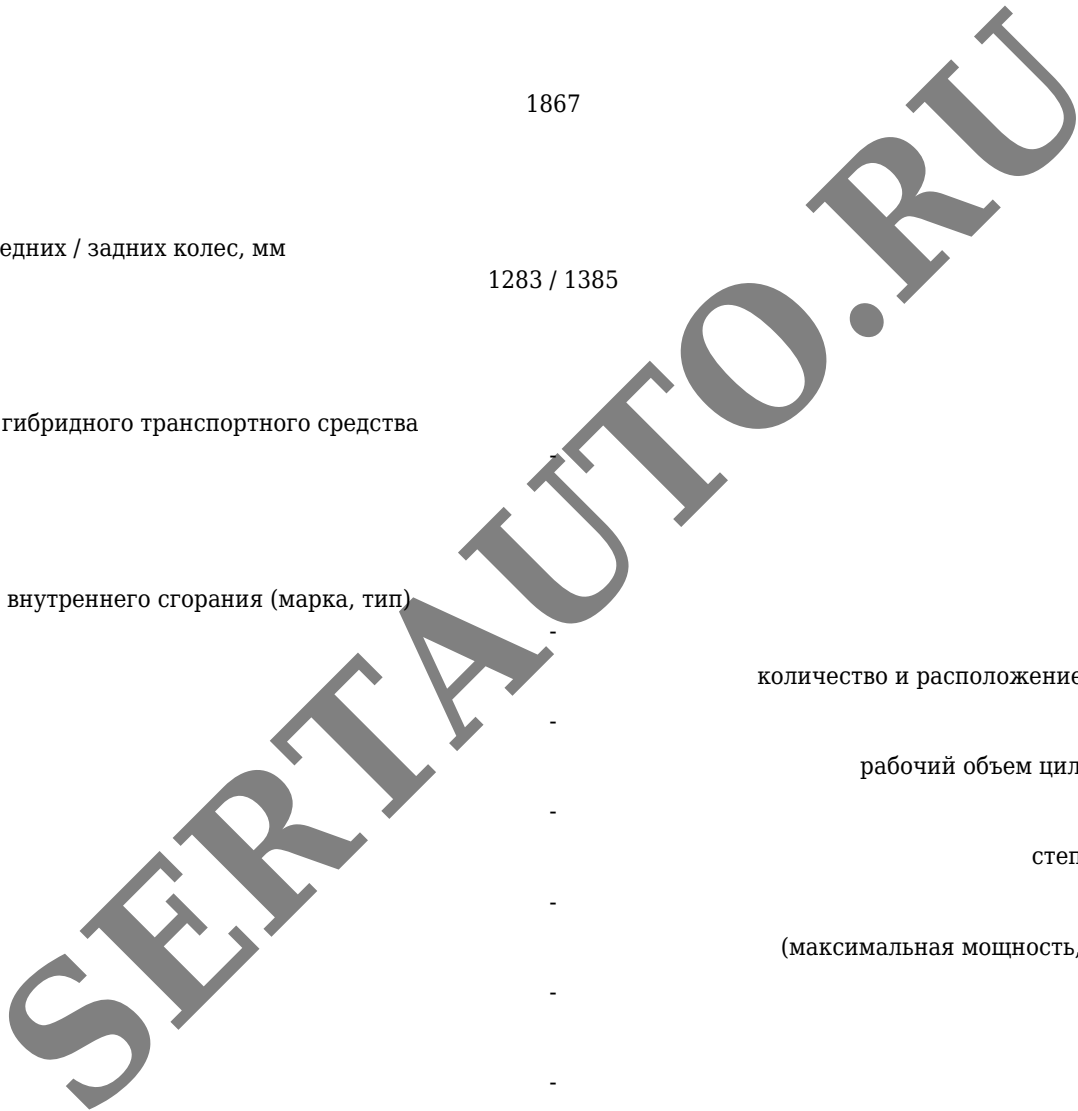 1867
едних / задних колес, мм
1283 / 1385
гибридного транспортного средства
-
внутреннего сгорания (марка, тип)
-
количество и расположение
-
рабочий объем цил
-
степ
-
(максимальная мощность,
-
-
SERTAUTO.RU